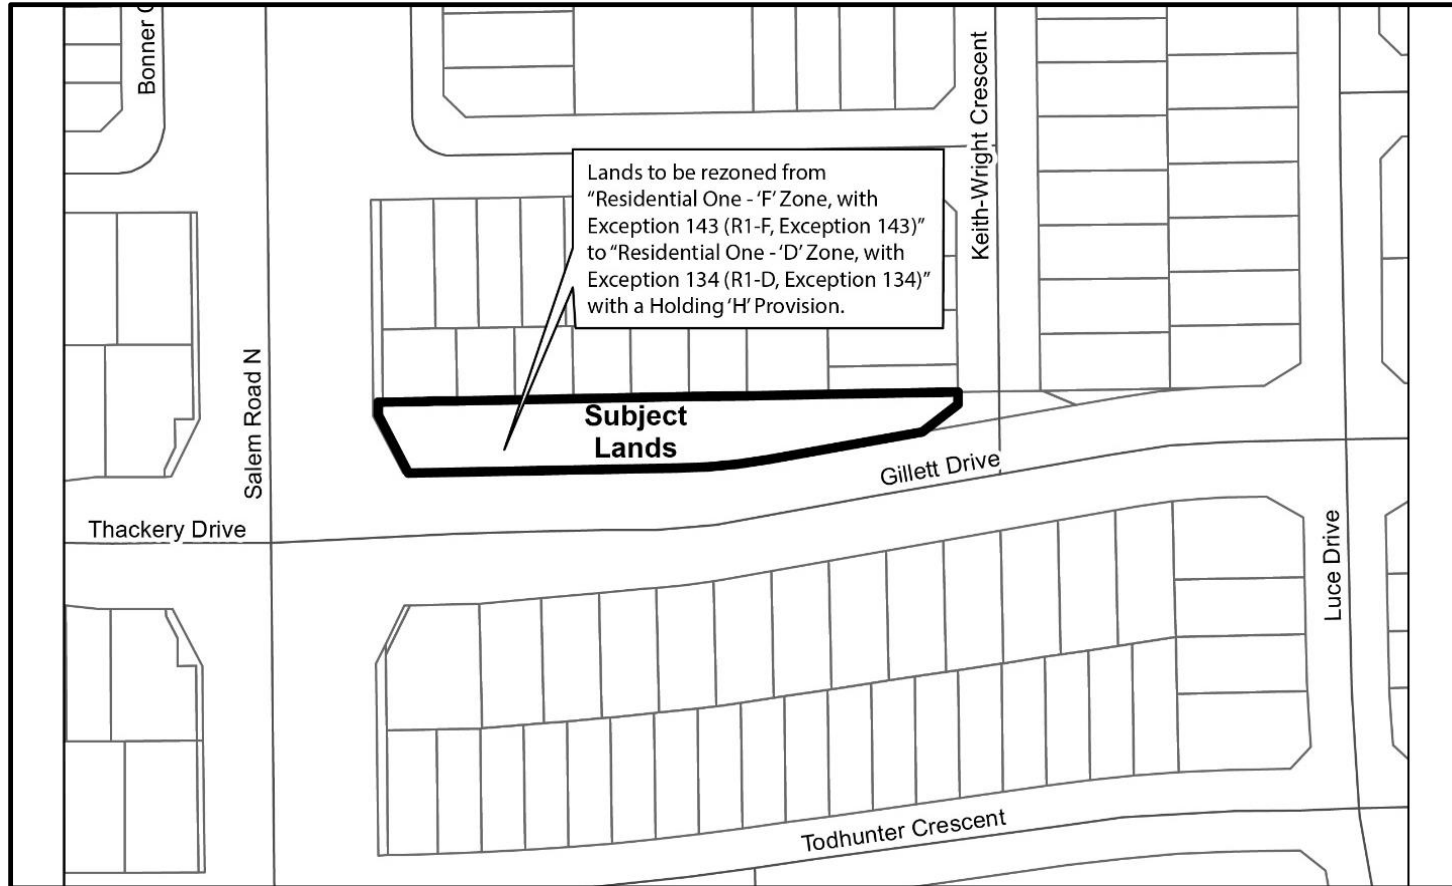 Bonner
Keith-Wright Crescent
Lands to be rezoned from
“Residential One - ‘F’ Zone, with
Exception 143 (R1-F, Exception 143)”
to “Residential One - ‘D’ Zone, with
Exception 134 (R1-D, Exception 134)”
with a Holding ‘H’ Provision.
Salem Road N
Subject
Lands
Gillett Drive
Thackery Drive
Luce Drive
Todhunter Crescent